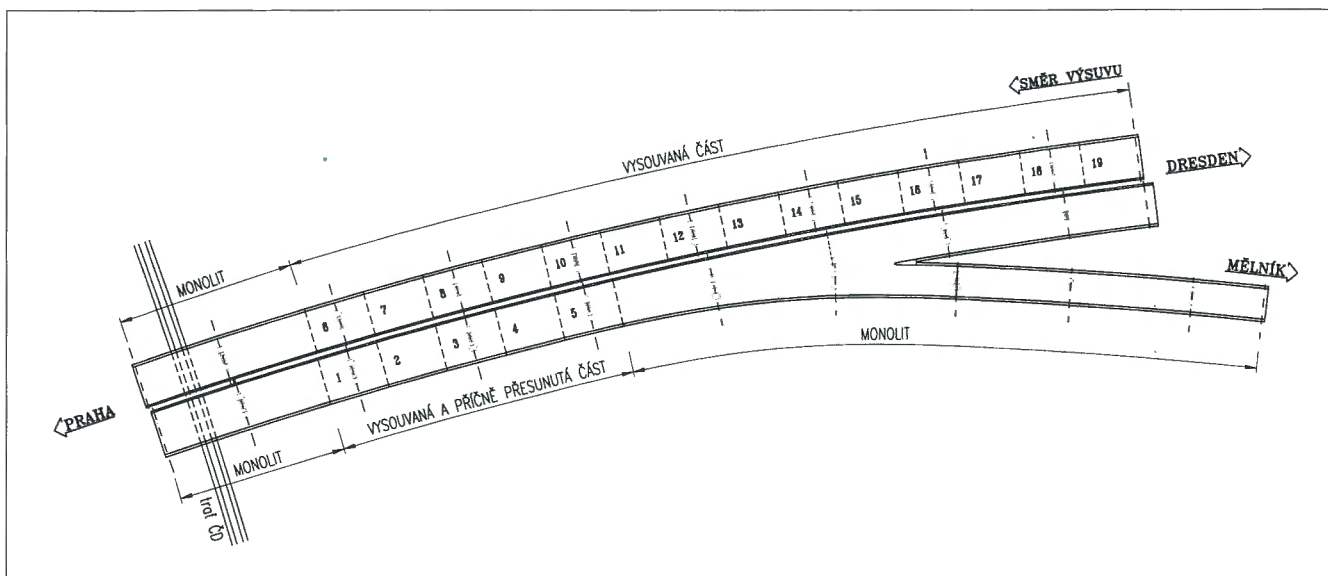 SMĚR VÝSUVU
VYSOUVANÁ ČÁST
DRESDEN
MONOLIT
MĚLNÍK
6 7 8 9 10 11 12 13 14 15 16 17 18 19
1 2 3 4 5
MONOLIT
VYSOUVANÁ A PŘÍČNĚ PŘESUNUTÁ ČÁST
PRAHA
MONOLIT
trať ČD